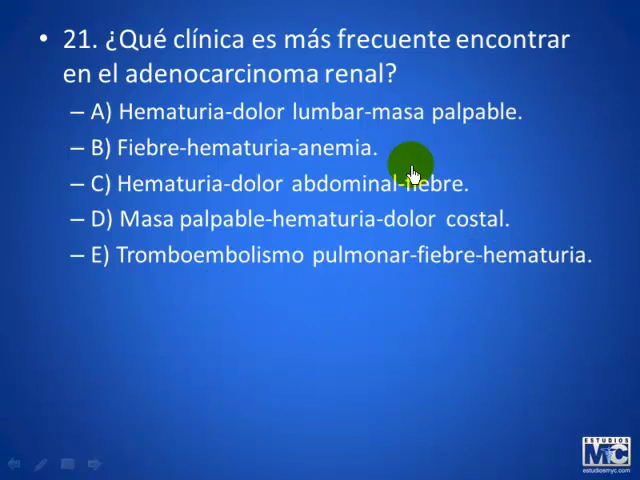 • 21. ¿Qué clínica es más frecuente encontrar
en el adenocarcinoma renal?
– A) Hematuria-dolor lumbar-masa palpable.
– B) Fiebre-hematuria-anemia.
– C) Hematuria-dolor abdominal-fiebre.
– D) Masa palpable-hematuria-dolor costal.
– E) Tromboembolismo pulmonar-fiebre-hematuria.
ESTUDIOS
MyC
estudiosmyc.com